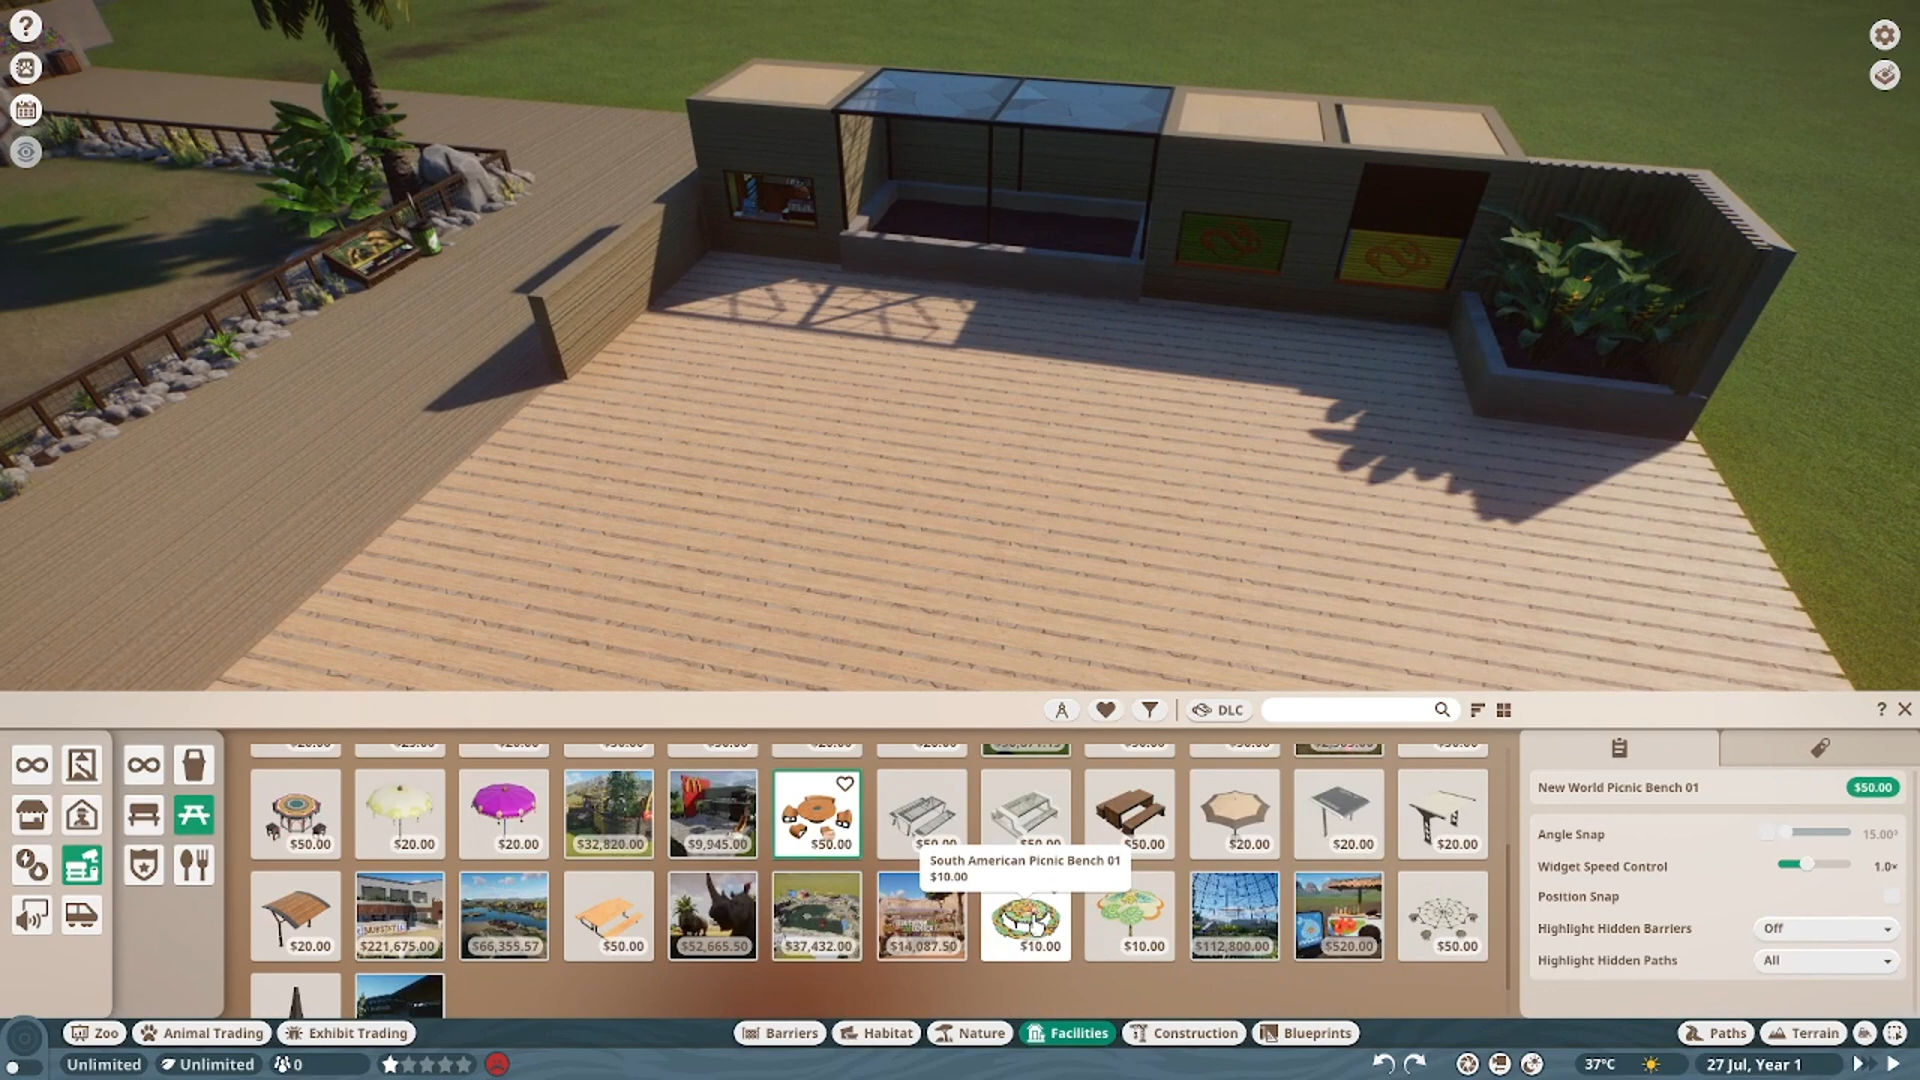 DLC
$50.00
$20.00
$20.00
$32,820.00
$9,945.00
$50.00
$50.00
$20.00
$20.00
$20.00
South American Picnic Bench 01
$10.00
$20.00
$221,675.00
$66,355.57
$50.00
$52,665.50
$37,432.00
$14,087.50
$10.00
$10.00
$112,800.00
$520.00
$50.00
New World Picnic Bench 01
$50.00
Angle Snap
15.00°
Widget Speed Control
1.0×
Position Snap
Highlight Hidden Barriers
Off
Highlight Hidden Paths
All
Zoo
Animal Trading
Exhibit Trading
Barriers
Habitat
Nature
Facilities
Construction
Blueprints
Paths
Terrain
Unlimited
Unlimited
0
37°C
27 Jul, Year 1